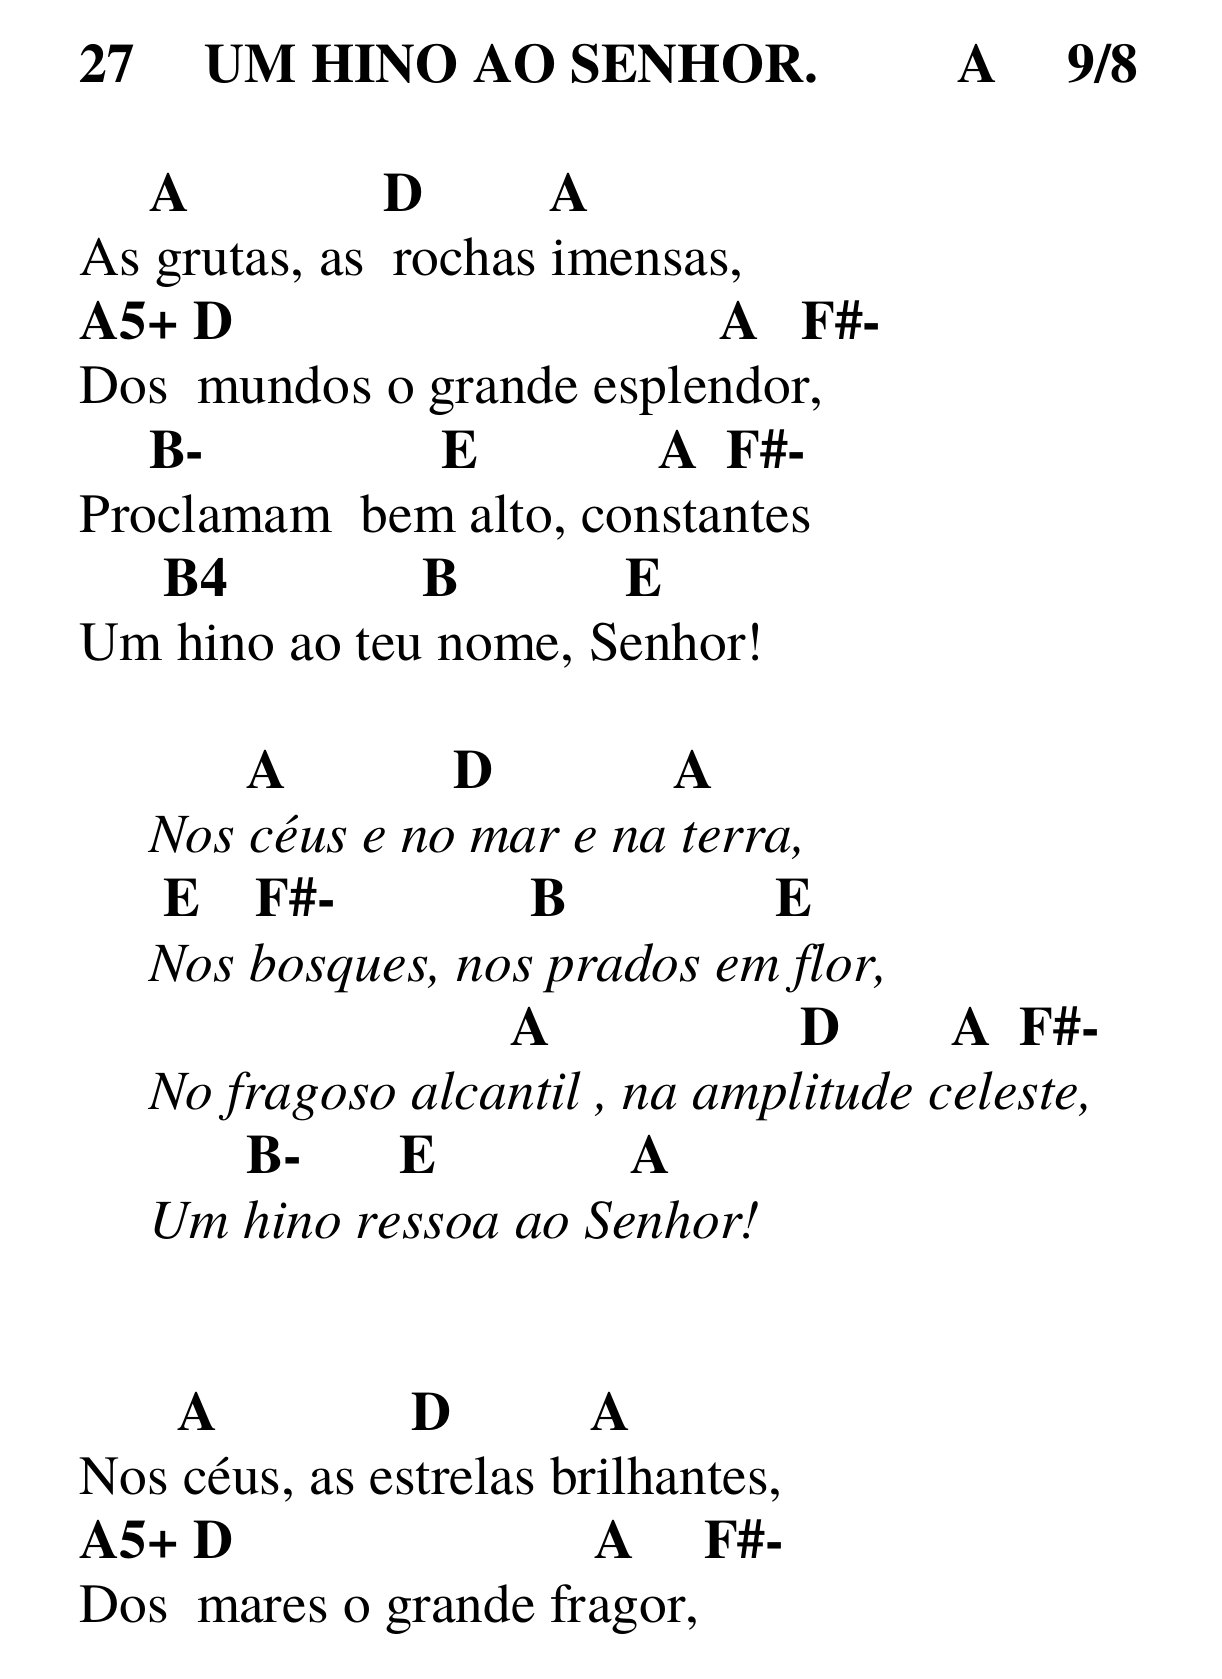 27 UM HINO AO SENHOR. A 9/8
A D A
As grutas, as rochas imensas,
A5+ D A F#-
Dos mundos o grande esplendor,
B- E A F#-
Proclamam bem alto, constantes
B4 B E
Um hino ao teu nome, Senhor!
A D A
Nos céus e no mar e na terra,
E F#- B E
Nos bosques, nos prados em flor,
A D A F#-
No fragoso alcantil , na amplitude celeste,
B- E A
Um hino ressoa ao Senhor!
A D A
Nos céus, as estrelas brilhantes,
A5+ D A F#-
Dos mares o grande fragor,